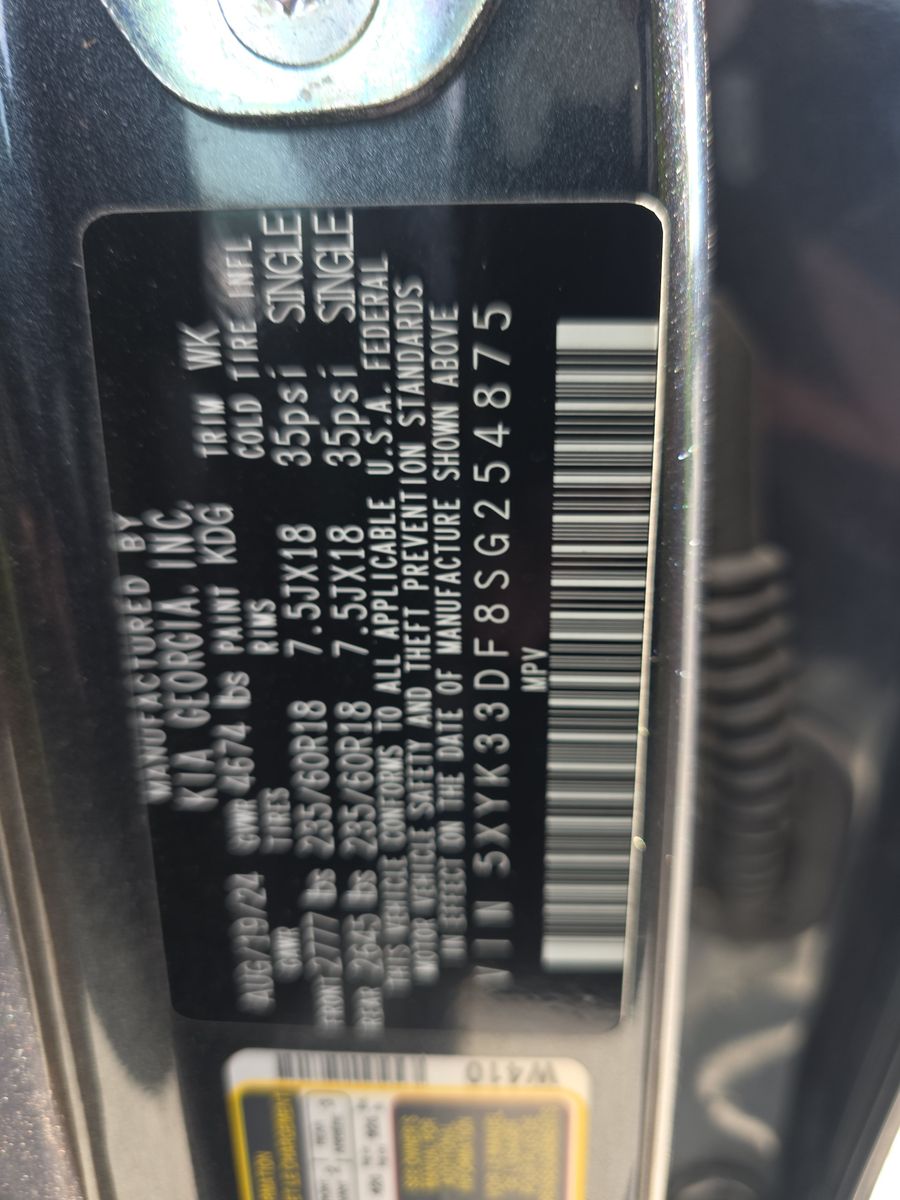 MANUFACTURED BY
KIA GEORGIA, INC.
AUG/29/24 GVWR 4674 lbs PAINT KDG TRIM WK
GAWR TIRES RIMS COLD TIRE INFL
FRONT 2777 lbs 235/60R18 7.5JX18 35psi SINGLE
REAR 2645 lbs 235/60R18 7.5JX18 35psi SINGLE
THIS VEHICLE CONFORMS TO ALL APPLICABLE U.S.A. FEDERAL
MOTOR VEHICLE SAFETY AND THEFT PREVENTION STANDARDS
IN EFFECT ON THE DATE OF MANUFACTURE SHOWN ABOVE
VIN 5XYK33DF8SG254875
MPV
W410